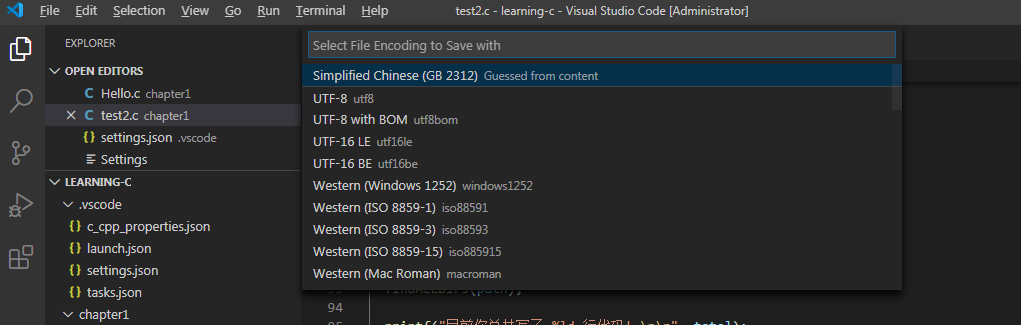 File Edit Selection View Go Run Terminal Help test2.c - learning-c - Visual Studio Code [Administrator]
EXPLORER
OPEN EDITORS
C Hello.c chapter1
C test2.c chapter1
{} settings.json .vscode
Settings
LEARNING-C
.vscode
{} c_cpp_properties.json
{} launch.json
{} settings.json
{} tasks.json
chapter1
Select File Encoding to Save with
Simplified Chinese (GB 2312) Guessed from content
UTF-8 utf8
UTF-8 with BOM utf8bom
UTF-16 LE utf16le
UTF-16 BE utf16be
Western (Windows 1252) windows1252
Western (ISO 8859-1) iso88591
Western (ISO 8859-3) iso88593
Western (ISO 8859-15) iso885915
Western (Mac Roman) macroman
94